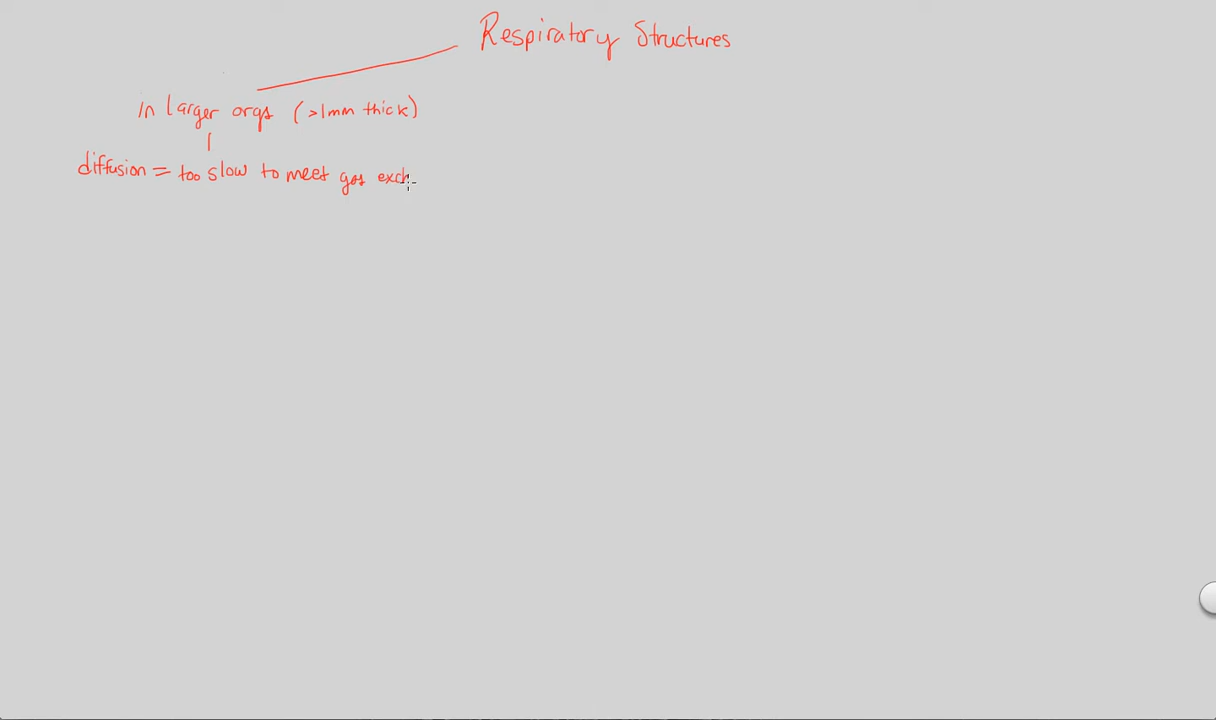 Respiratory Structures
in larger orgs (>1mm thick)
diffusion = too slow to meet gas exch